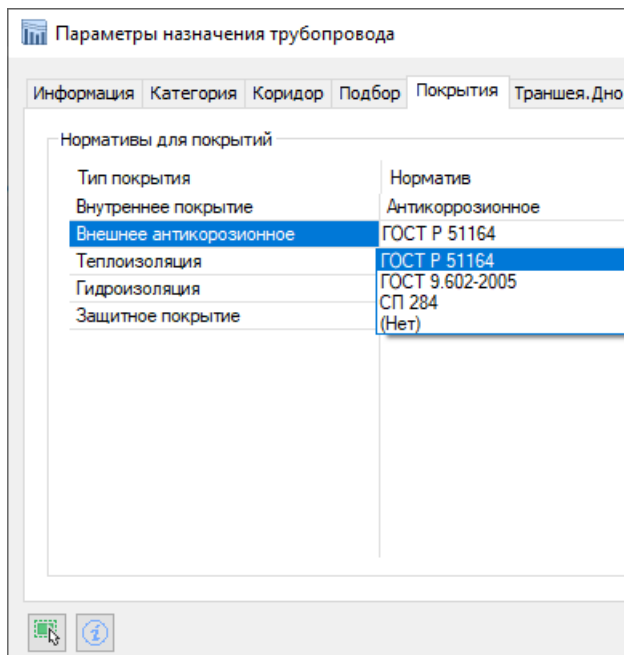 Параметры назначения трубопровода
Информация Категория Коридор Подбор Покрытия Траншея.Дно
Нормативы для покрытий
Тип покрытия Норматив
Внутреннее покрытие Антикоррозионное
Внешнее антикорозионное ГОСТ Р 51164
Теплоизоляция ГОСТ Р 51164
ГОСТ 9.602-2005
Гидроизоляция
СП 284
Защитное покрытие
(Нет)